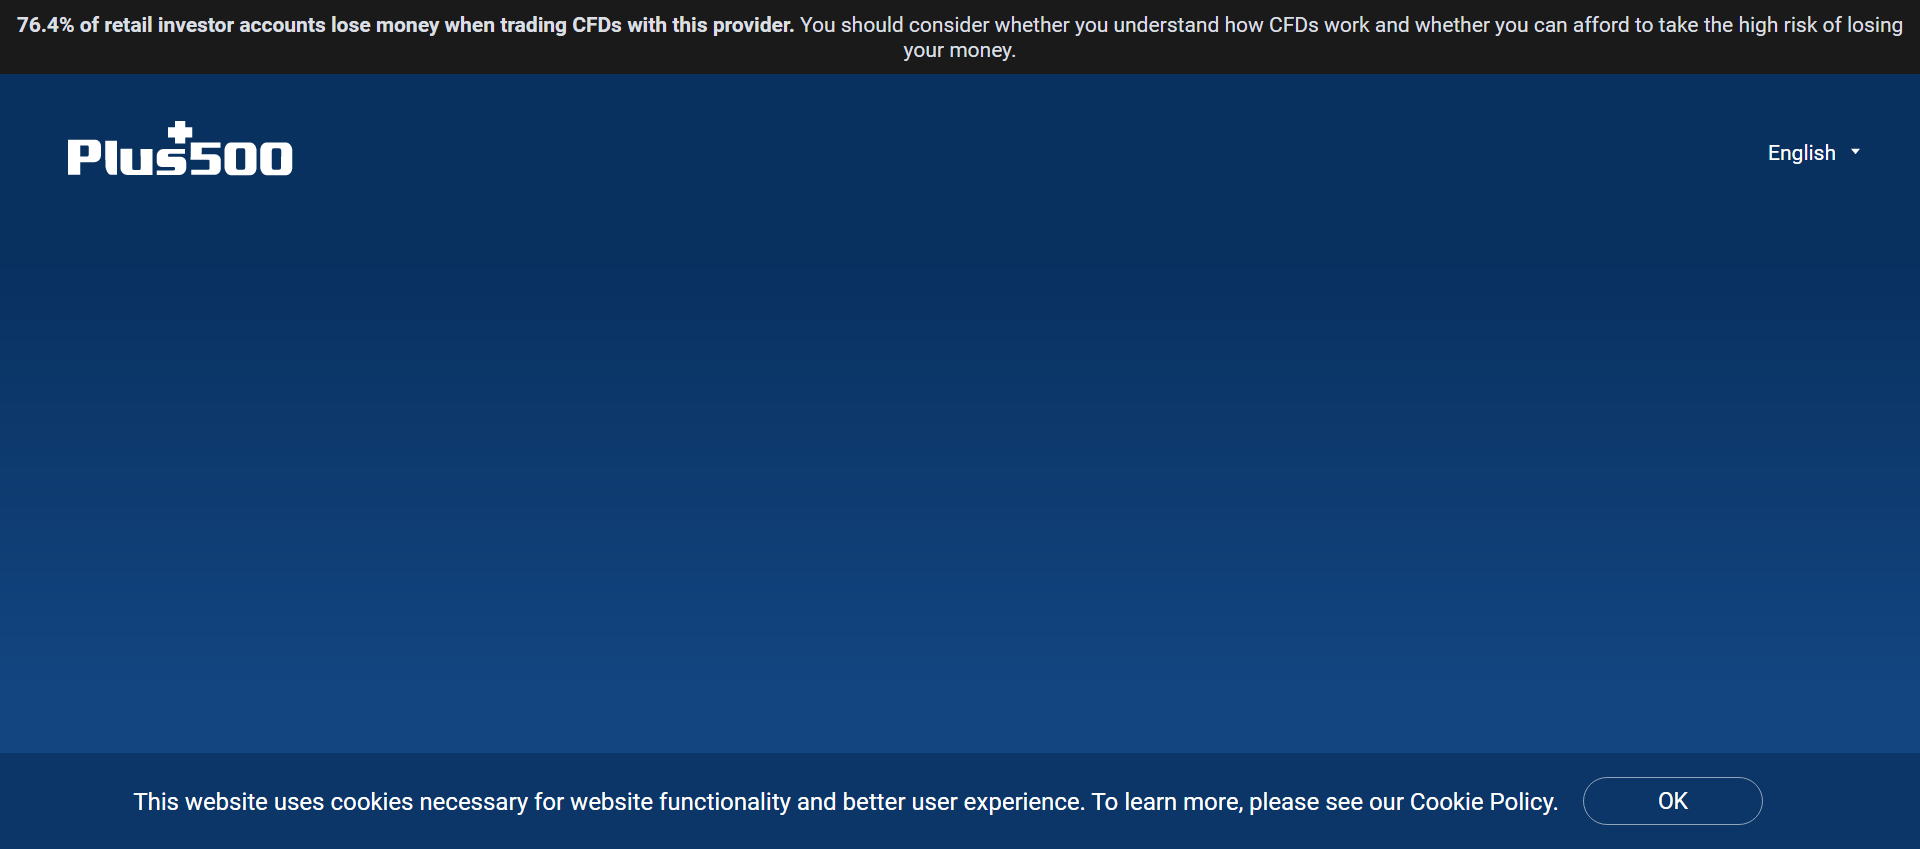 76.4% of retail investor accounts lose money when trading CFDs with this provider. You should consider whether you understand how CFDs work and whether you can afford to take the high risk of losing
your money.
Plus500
English
This website uses cookies necessary for website functionality and better user experience. To learn more, please see our Cookie Policy.
OK